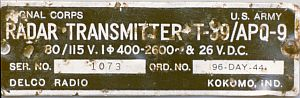 SIGNAL CORPS U.S. ARMY
RADAR TRANSMITTER T-39/APQ-9
80/115 V. 1Φ 400-2600~ & 26 V.D.C.
SER. NO. 1073 ORD. NO. 96-DAY-44
DELCO RADIO KOKOMO, IND.